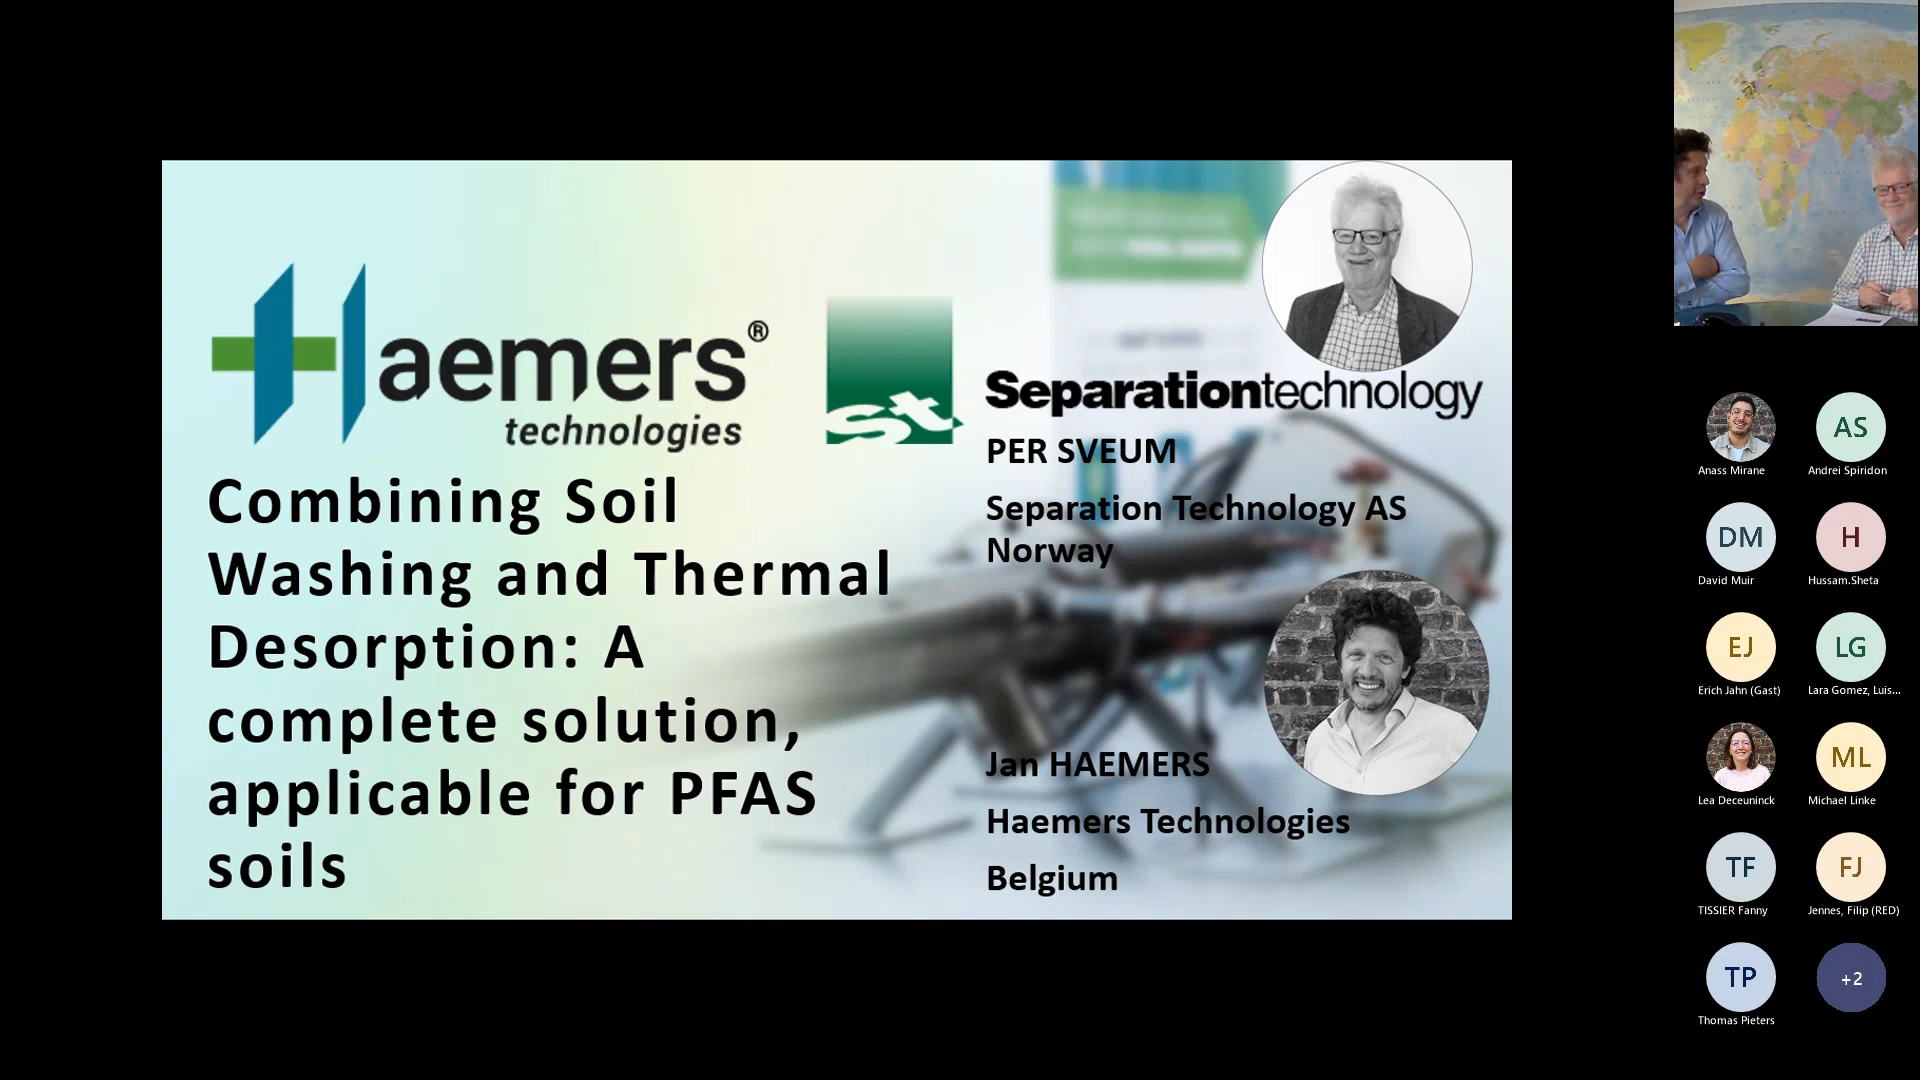 Haemers®
technologies
st
Separationtechnology
PER SVEUM
Separation Technology AS
Norway
Combining Soil
Washing and Thermal
Desorption: A
complete solution,
applicable for PFAS
soils
Jan HAEMERS
Haemers Technologies
Belgium
Anass Mirane
AS
Andrei Spiridon
DM
David Muir
H
Hussam.Sheta
EJ
Erich Jahn (Gast)
LG
Lara Gomez, Luis...
Lea Deceuninck
ML
Michael Linke
TF
TISSIER Fanny
FJ
Jennes, Filip (RED)
TP
Thomas Pieters
+2